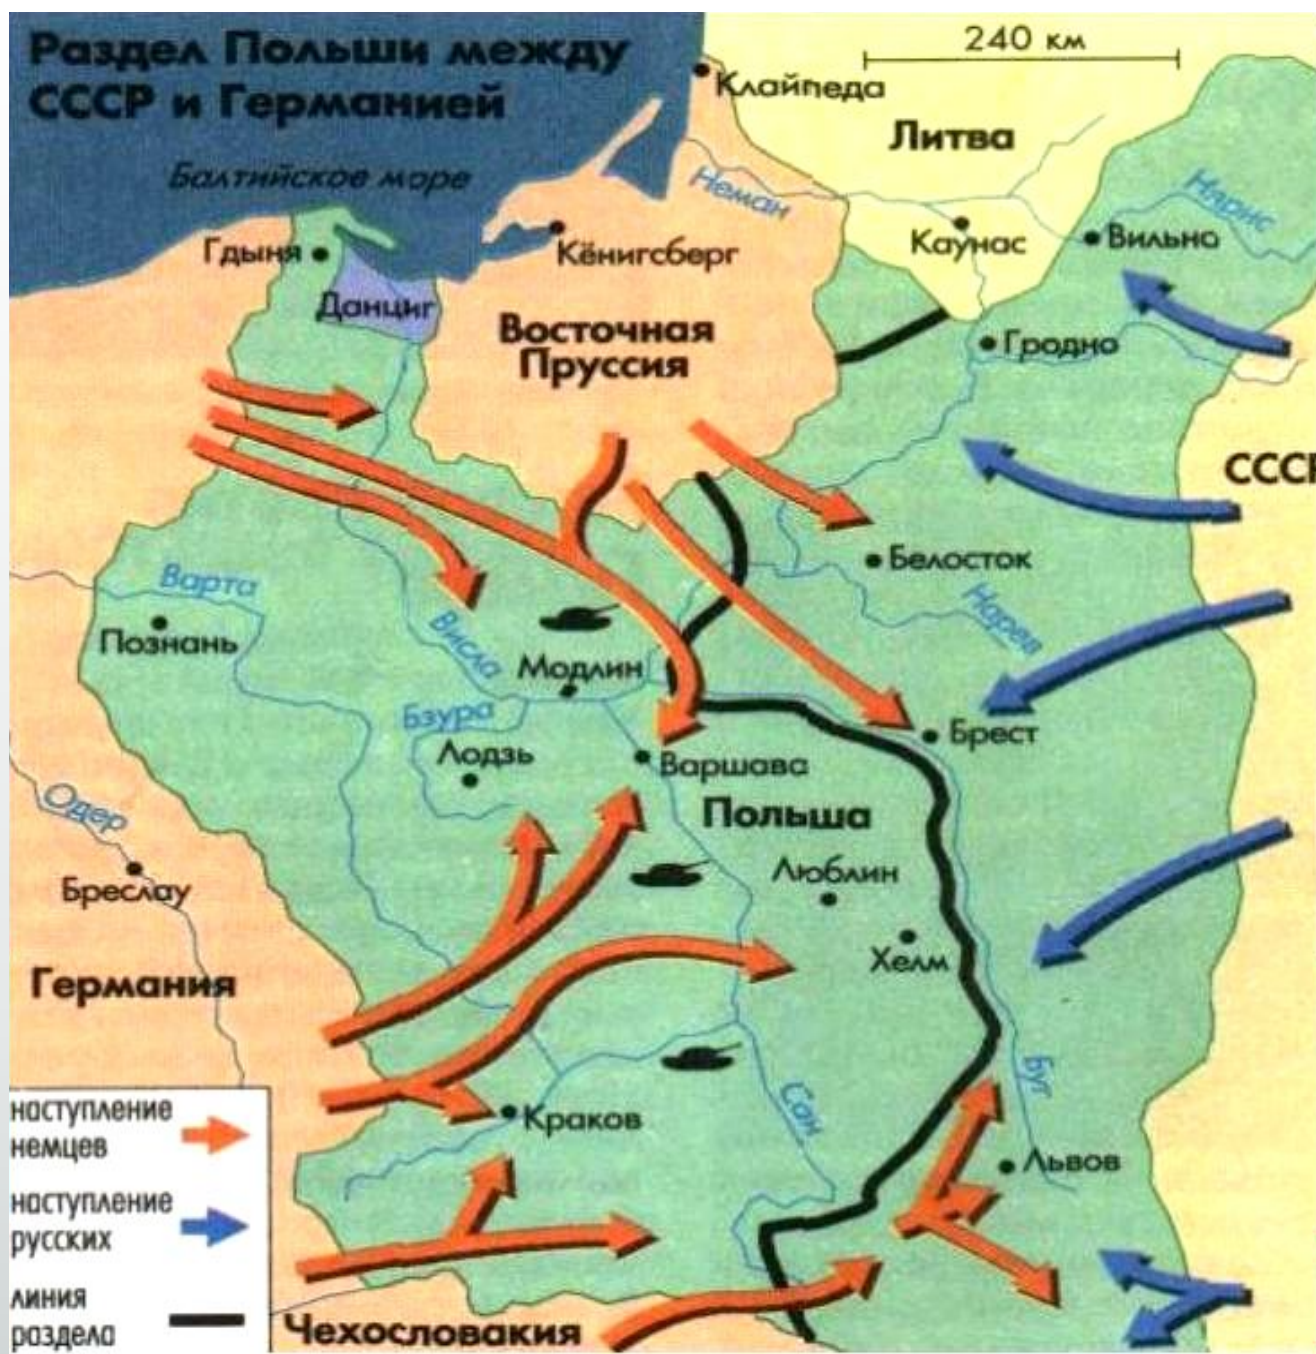 Раздел Польши между
СССР и Германией
240 км
Клайпеда
Литва
Балтийское море
Неман
Нярис
Гдыня
Кёнигсберг
Каунас
Вильно
Данциг
Восточная
Пруссия
Гродно
СССР
Белосток
Варта
Нарев
Познань
Висла
Модлин
Бзура
Брест
Лодзь
Варшава
Одер
Польша
Бреслау
Люблин
Хелм
Германия
Буг
Сан
Краков
Львов
наступление
немцев
наступление
русских
линия
раздела
Чехословакия